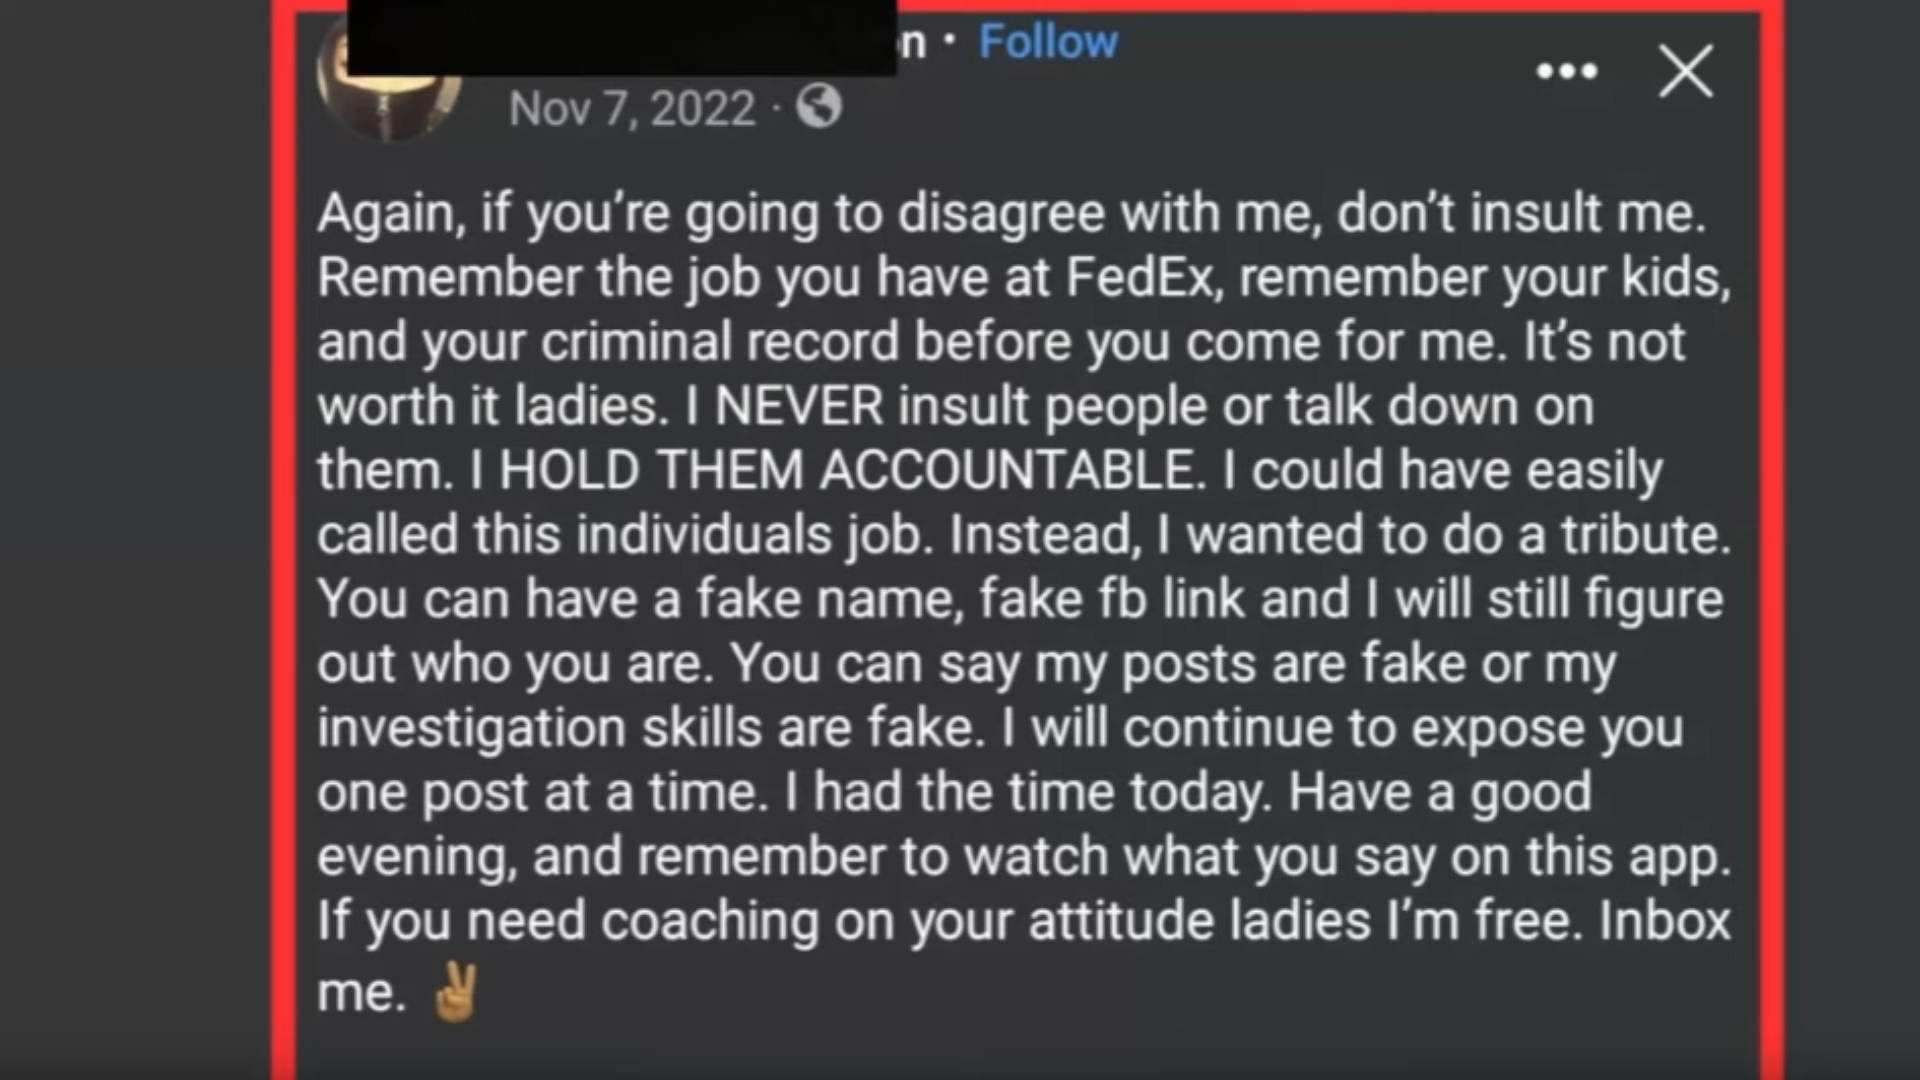 n · Follow
Nov 7, 2022 ·
Again, if you're going to disagree with me, don't insult me.
Remember the job you have at FedEx, remember your kids,
and your criminal record before you come for me. It's not
worth it ladies. I NEVER insult people or talk down on
them. I HOLD THEM ACCOUNTABLE. I could have easily
called this individuals job. Instead, I wanted to do a tribute.
You can have a fake name, fake fb link and I will still figure
out who you are. You can say my posts are fake or my
investigation skills are fake. I will continue to expose you
one post at a time. I had the time today. Have a good
evening, and remember to watch what you say on this app.
If you need coaching on your attitude ladies I'm free. Inbox
me. ✌🏾